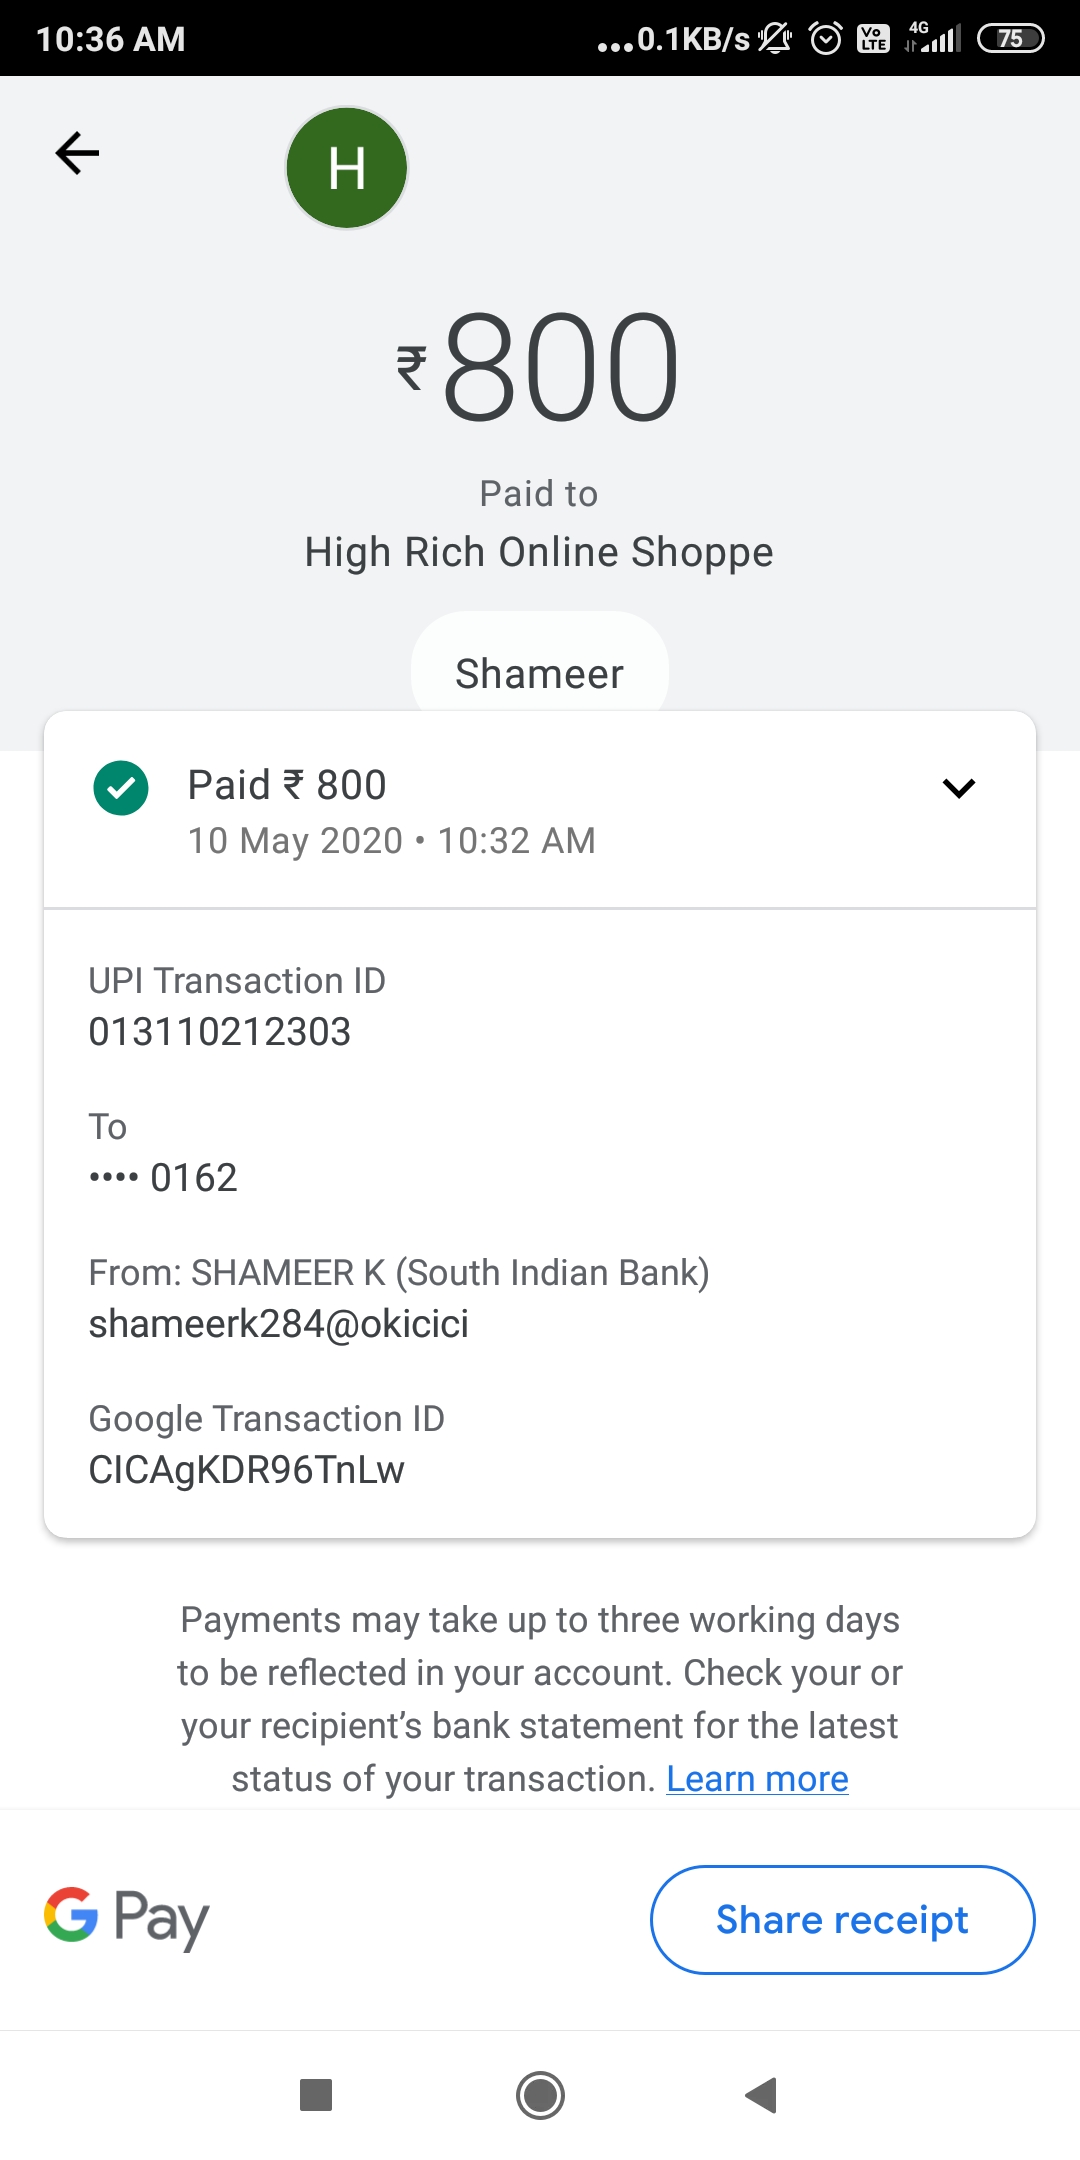 10:36 AM
...0.1KB/s
Vo
LTE
4G
75
H
₹800
Paid to
High Rich Online Shoppe
Shameer
Paid ₹ 800
10 May 2020 • 10:32 AM
UPI Transaction ID
013110212303
To
•••• 0162
From: SHAMEER K (South Indian Bank)
shameerk284@okicici
Google Transaction ID
CICAgKDR96TnLw
Payments may take up to three working days
to be reflected in your account. Check your or
your recipient’s bank statement for the latest
status of your transaction. Learn more
G Pay
Share receipt